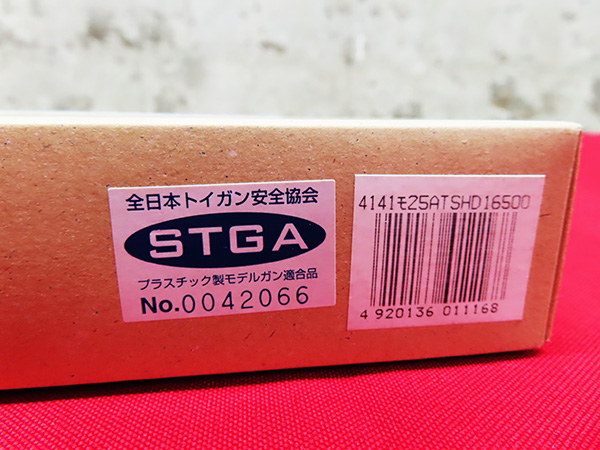 全日本トイガン安全協会
STGA
プラスチック製モデルガン適合品
No.0042066
4141モ25ATSHD16500
4 920136 011168